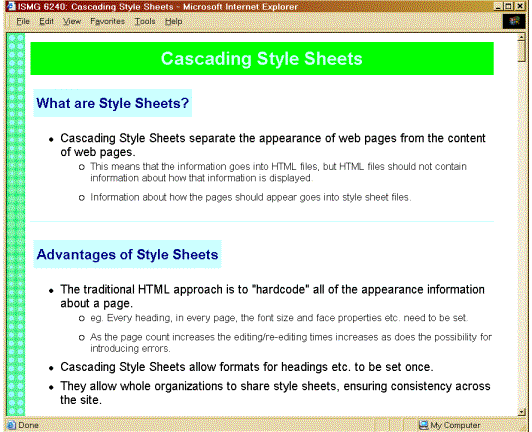 ISMG 6240: Cascading Style Sheets - Microsoft Internet Explorer
File Edit View Favorites Tools Help
Cascading Style Sheets
What are Style Sheets?
Cascading Style Sheets separate the appearance of web pages from the content
of web pages.
This means that the information goes into HTML files, but HTML files should not contain
information about how that information is displayed.
Information about how the pages should appear goes into style sheet files.
Advantages of Style Sheets
The traditional HTML approach is to "hardcode" all of the appearance information
about a page.
eg. Every heading, in every page, the font size and face properties etc. need to be set.
As the page count increases the editing/re-editing times increases as does the possibility for
introducing errors.
Cascading Style Sheets allow formats for headings etc. to be set once.
They allow whole organizations to share style sheets, ensuring consistency across
the site.
Done My Computer